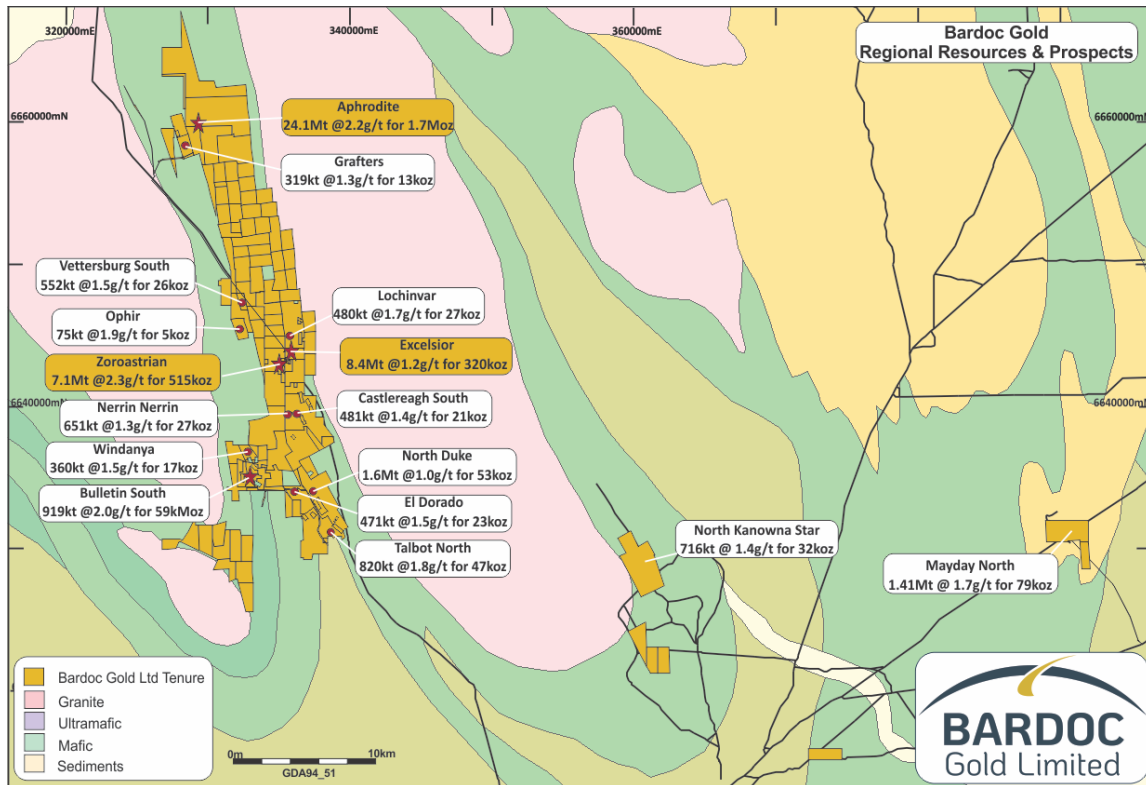 320000mE
340000mE
360000mE
Bardoc Gold
Regional Resources & Prospects
6660000mN
6660000mN
Aphrodite
24.1Mt @2.2g/t for 1.7Moz
Grafters
319kt @1.3g/t for 13koz
Vettersburg South
552kt @1.5g/t for 26koz
Lochinvar
480kt @1.7g/t for 27koz
Ophir
75kt @1.9g/t for 5koz
Excelsior
8.4Mt @1.2g/t for 320koz
Zoroastrian
7.1Mt @2.3g/t for 515koz
6640000mN
6640000mN
Castlereagh South
481kt @1.4g/t for 21koz
Nerrin Nerrin
651kt @1.3g/t for 27koz
Windanya
360kt @1.5g/t for 17koz
North Duke
1.6Mt @1.0g/t for 53koz
Bulletin South
919kt @2.0g/t for 59kMoz
El Dorado
471kt @1.5g/t for 23koz
Talbot North
820kt @1.8g/t for 47koz
North Kanowna Star
716kt @ 1.4g/t for 32koz
Mayday North
1.41Mt @ 1.7g/t for 79koz
Bardoc Gold Ltd Tenure
Granite
Ultramafic
Mafic
Sediments
0m
10km
GDA94_51
BARDOC
Gold Limited